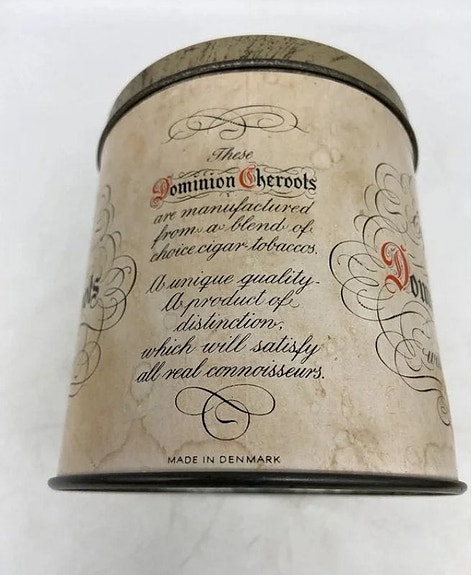 These
Dominion Cheroots
are manufactured
from a blend of
choice cigar-tobaccos.
A unique quality-
A product of
distinction,
which will satisfy
all real connoisseurs.
MADE IN DENMARK